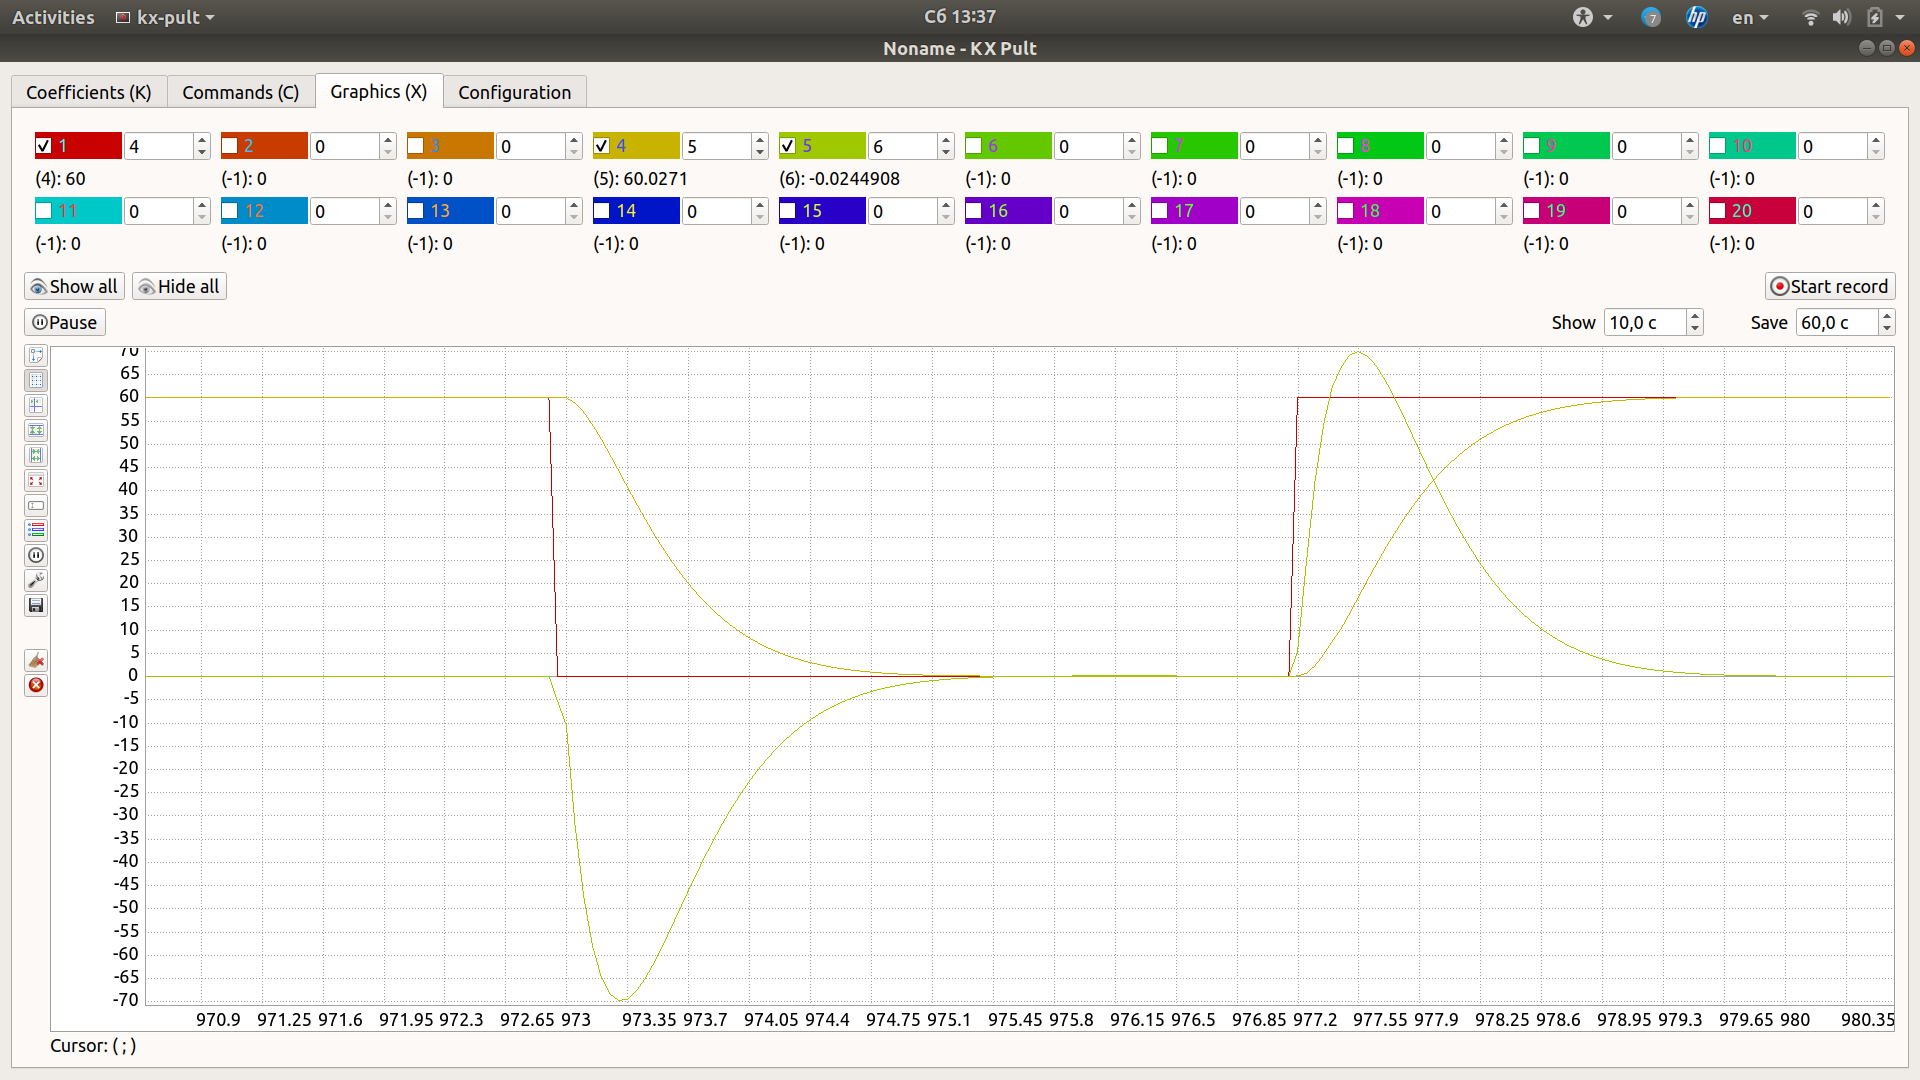 Activities kx-pult Сб 13:37 7 hp en
Noname - KX Pult
Coefficients (K) Commands (C) Graphics (X) Configuration
1 4 2 0 3 0 4 5 5 6 6 0 7 0 8 0 9 0 10 0
(4): 60 (-1): 0 (-1): 0 (5): 60.0271 (6): -0.0244908 (-1): 0 (-1): 0 (-1): 0 (-1): 0 (-1): 0
11 0 12 0 13 0 14 0 15 0 16 0 17 0 18 0 19 0 20 0
(-1): 0 (-1): 0 (-1): 0 (-1): 0 (-1): 0 (-1): 0 (-1): 0 (-1): 0 (-1): 0 (-1): 0
Show all Hide all Start record
Pause Show 10,0 c Save 60,0 c
70
65
60
55
50
45
40
35
30
25
20
15
10
5
0
-5
-10
-15
-20
-25
-30
-35
-40
-45
-50
-55
-60
-65
-70
970.9 971.25 971.6 971.95 972.3 972.65 973 973.35 973.7 974.05 974.4 974.75 975.1 975.45 975.8 976.15 976.5 976.85 977.2 977.55 977.9 978.25 978.6 978.95 979.3 979.65 980 980.35
Cursor: ( ; )